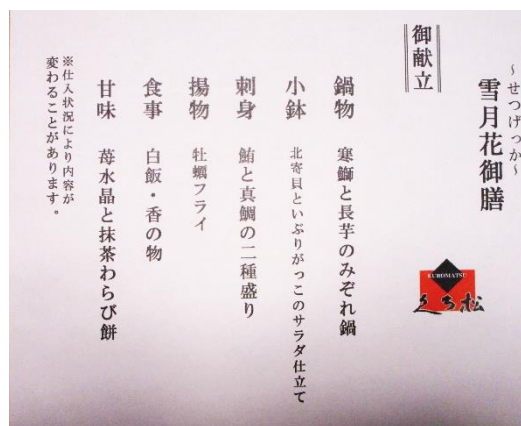 ～せつげっか～
雪月花御膳
御献立
鍋物 寒鰤と長芋のみぞれ鍋
小鉢 北寄貝といぶりがっこのサラダ仕立て
刺身 鮪と真鯛の二種盛り
揚物 牡蠣フライ
食事 白飯・香の物
甘味 苺水晶と抹茶わらび餅
※仕入状況により内容が
変わることがあります。
KUROMATSU
くろ松